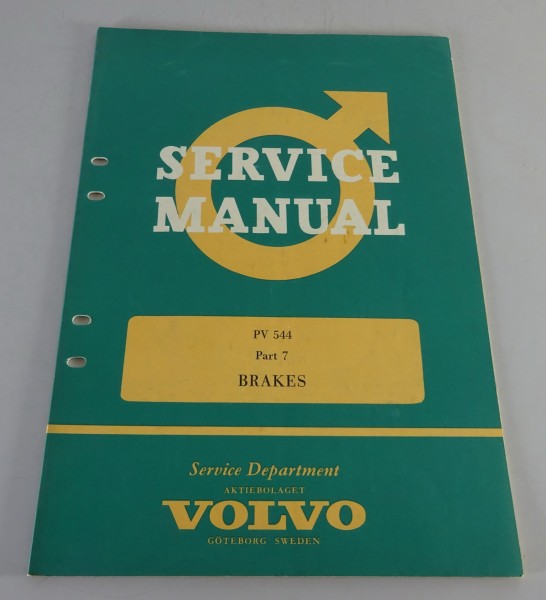 SERVICE
MANUAL
PV 544
Part 7
BRAKES
Service Department
AKTIEBOLAGET
VOLVO
GÖTEBORG SWEDEN